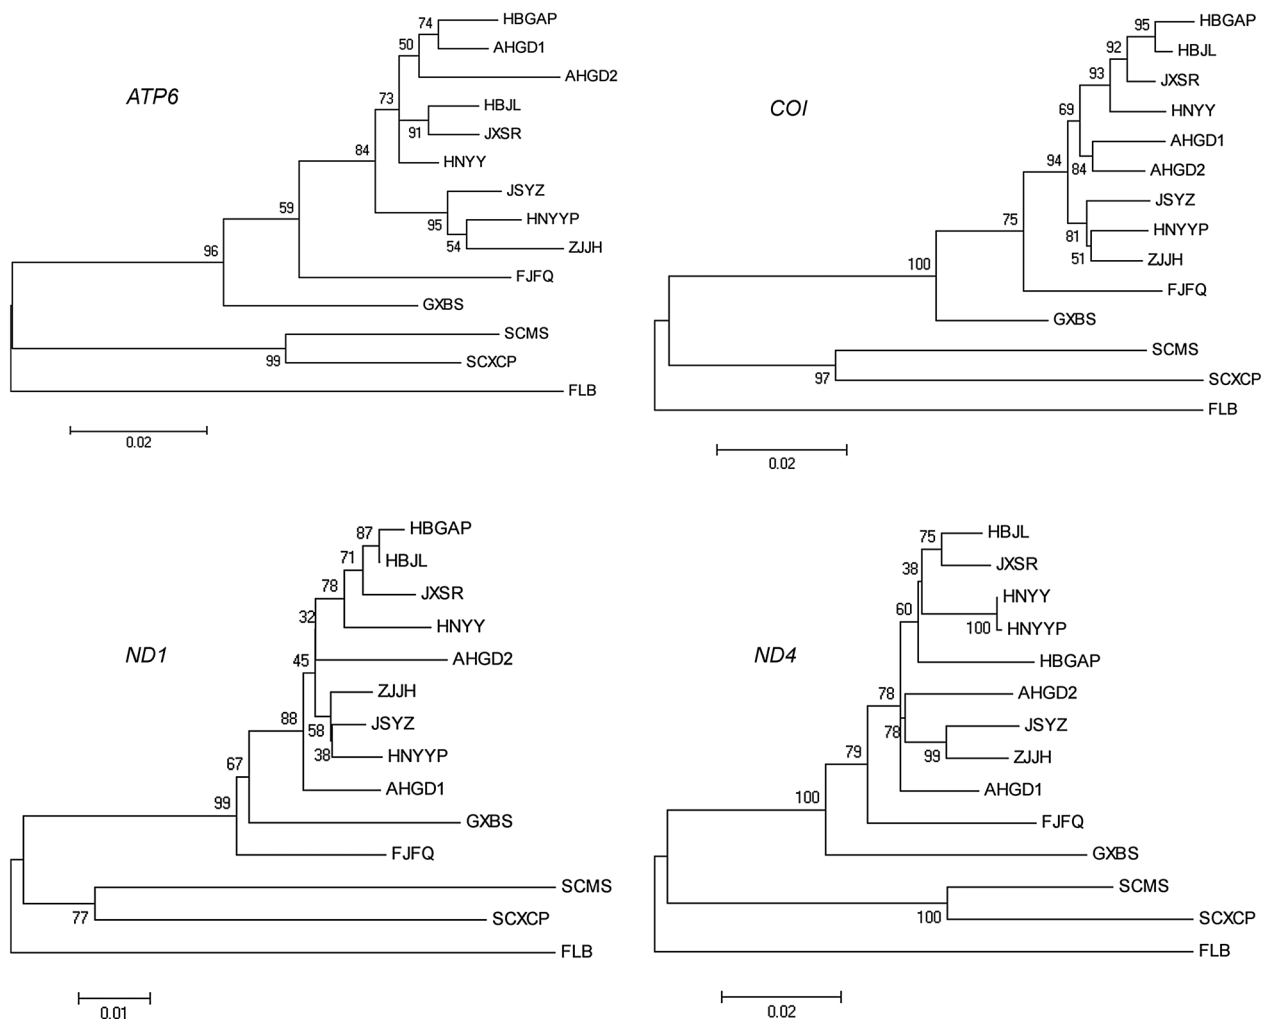 ATP6
74
HBGAP
50
AHGD1
AHGD2
73
HBJL
91
JXSR
84
HNYY
JSYZ
95
HNYYP
54
ZJJH
59
FJFQ
96
GXBS
SCMS
99
SCXCP
FLB
0.02
COI
95
HBGAP
92
HBJL
93
JXSR
HNYY
69
AHGD1
84
AHGD2
94
JSYZ
81
HNYYP
51
ZJJH
75
FJFQ
100
GXBS
SCMS
97
SCXCP
FLB
0.02
ND1
87
HBGAP
71
HBJL
78
JXSR
32
HNYY
45
AHGD2
ZJJH
58
JSYZ
38
HNYYP
88
AHGD1
67
GXBS
99
FJFQ
SCMS
77
SCXCP
FLB
0.01
ND4
75
HBJL
38
JXSR
HNYY
100
HNYYP
60
HBGAP
AHGD2
78
JSYZ
99
ZJJH
78
AHGD1
79
FJFQ
100
GXBS
SCMS
100
SCXCP
FLB
0.02